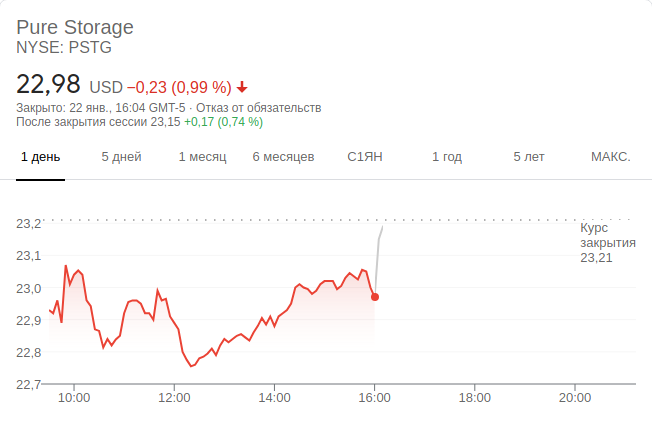 Pure Storage
NYSE: PSTG
22,98 USD −0,23 (0,99 %)
Закрыто: 22 янв., 16:04 GMT-5 · Отказ от обязательств
После закрытия сессии 23,15 +0,17 (0,74 %)
1 день 5 дней 1 месяц 6 месяцев С1ЯН 1 год 5 лет МАКС.
23,2
Курс
закрытия
23,21
23,1
23,0
22,9
22,8
22,7
10:00 12:00 14:00 16:00 18:00 20:00